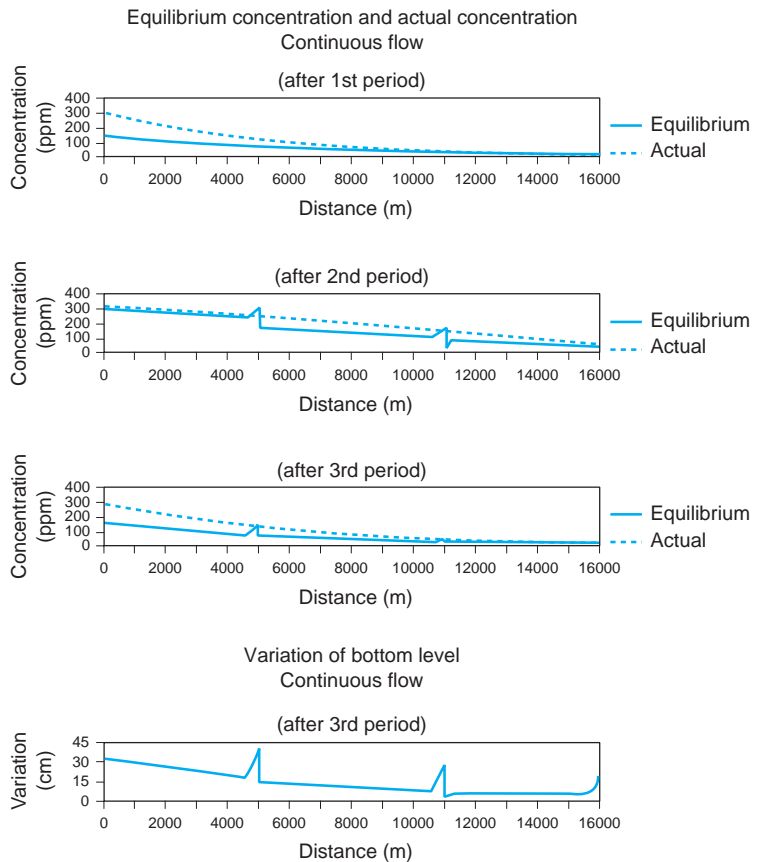 Equilibrium concentration and actual concentration
Continuous flow
(after 1st period)
Concentration
(ppm)
400
300
200
100
0
0 2000 4000 6000 8000 10000 12000 14000 16000
Distance (m)
Equilibrium
Actual
(after 2nd period)
Concentration
(ppm)
400
300
200
100
0
0 2000 4000 6000 8000 10000 12000 14000 16000
Distance (m)
Equilibrium
Actual
(after 3rd period)
Concentration
(ppm)
400
300
200
100
0
0 2000 4000 6000 8000 10000 12000 14000 16000
Distance (m)
Equilibrium
Actual
Variation of bottom level
Continuous flow
(after 3rd period)
Variation
(cm)
45
30
15
0
0 2000 4000 6000 8000 10000 12000 14000 16000
Distance (m)